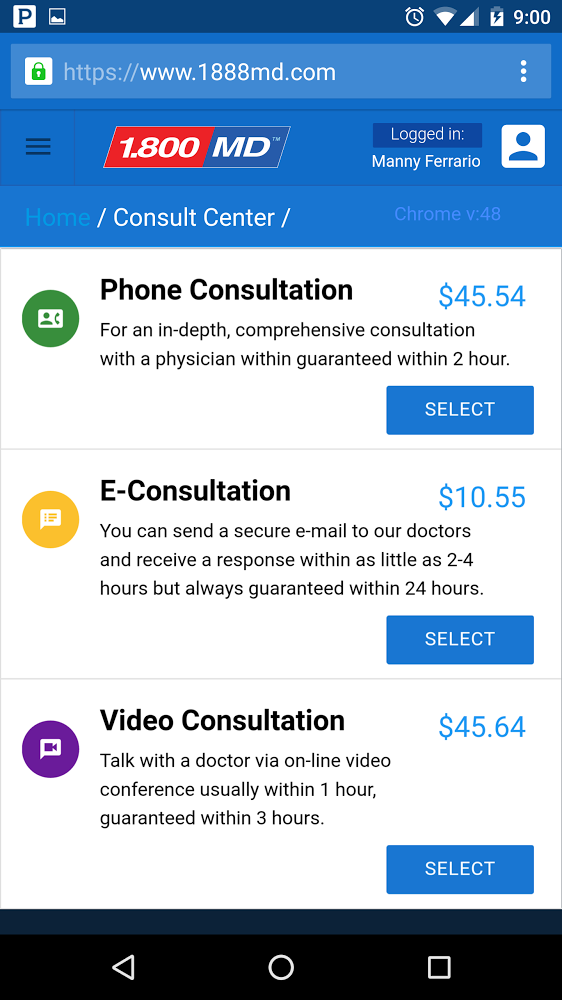 P
9:00
https://www.1888md.com
1.800 MD™
Logged in:
Manny Ferrario
Home / Consult Center /
Chrome v:48
Phone Consultation
$45.54
For an in-depth, comprehensive consultation
with a physician within guaranteed within 2 hour.
SELECT
E-Consultation
$10.55
You can send a secure e-mail to our doctors
and receive a response within as little as 2-4
hours but always guaranteed within 24 hours.
SELECT
Video Consultation
$45.64
Talk with a doctor via on-line video
conference usually within 1 hour,
guaranteed within 3 hours.
SELECT